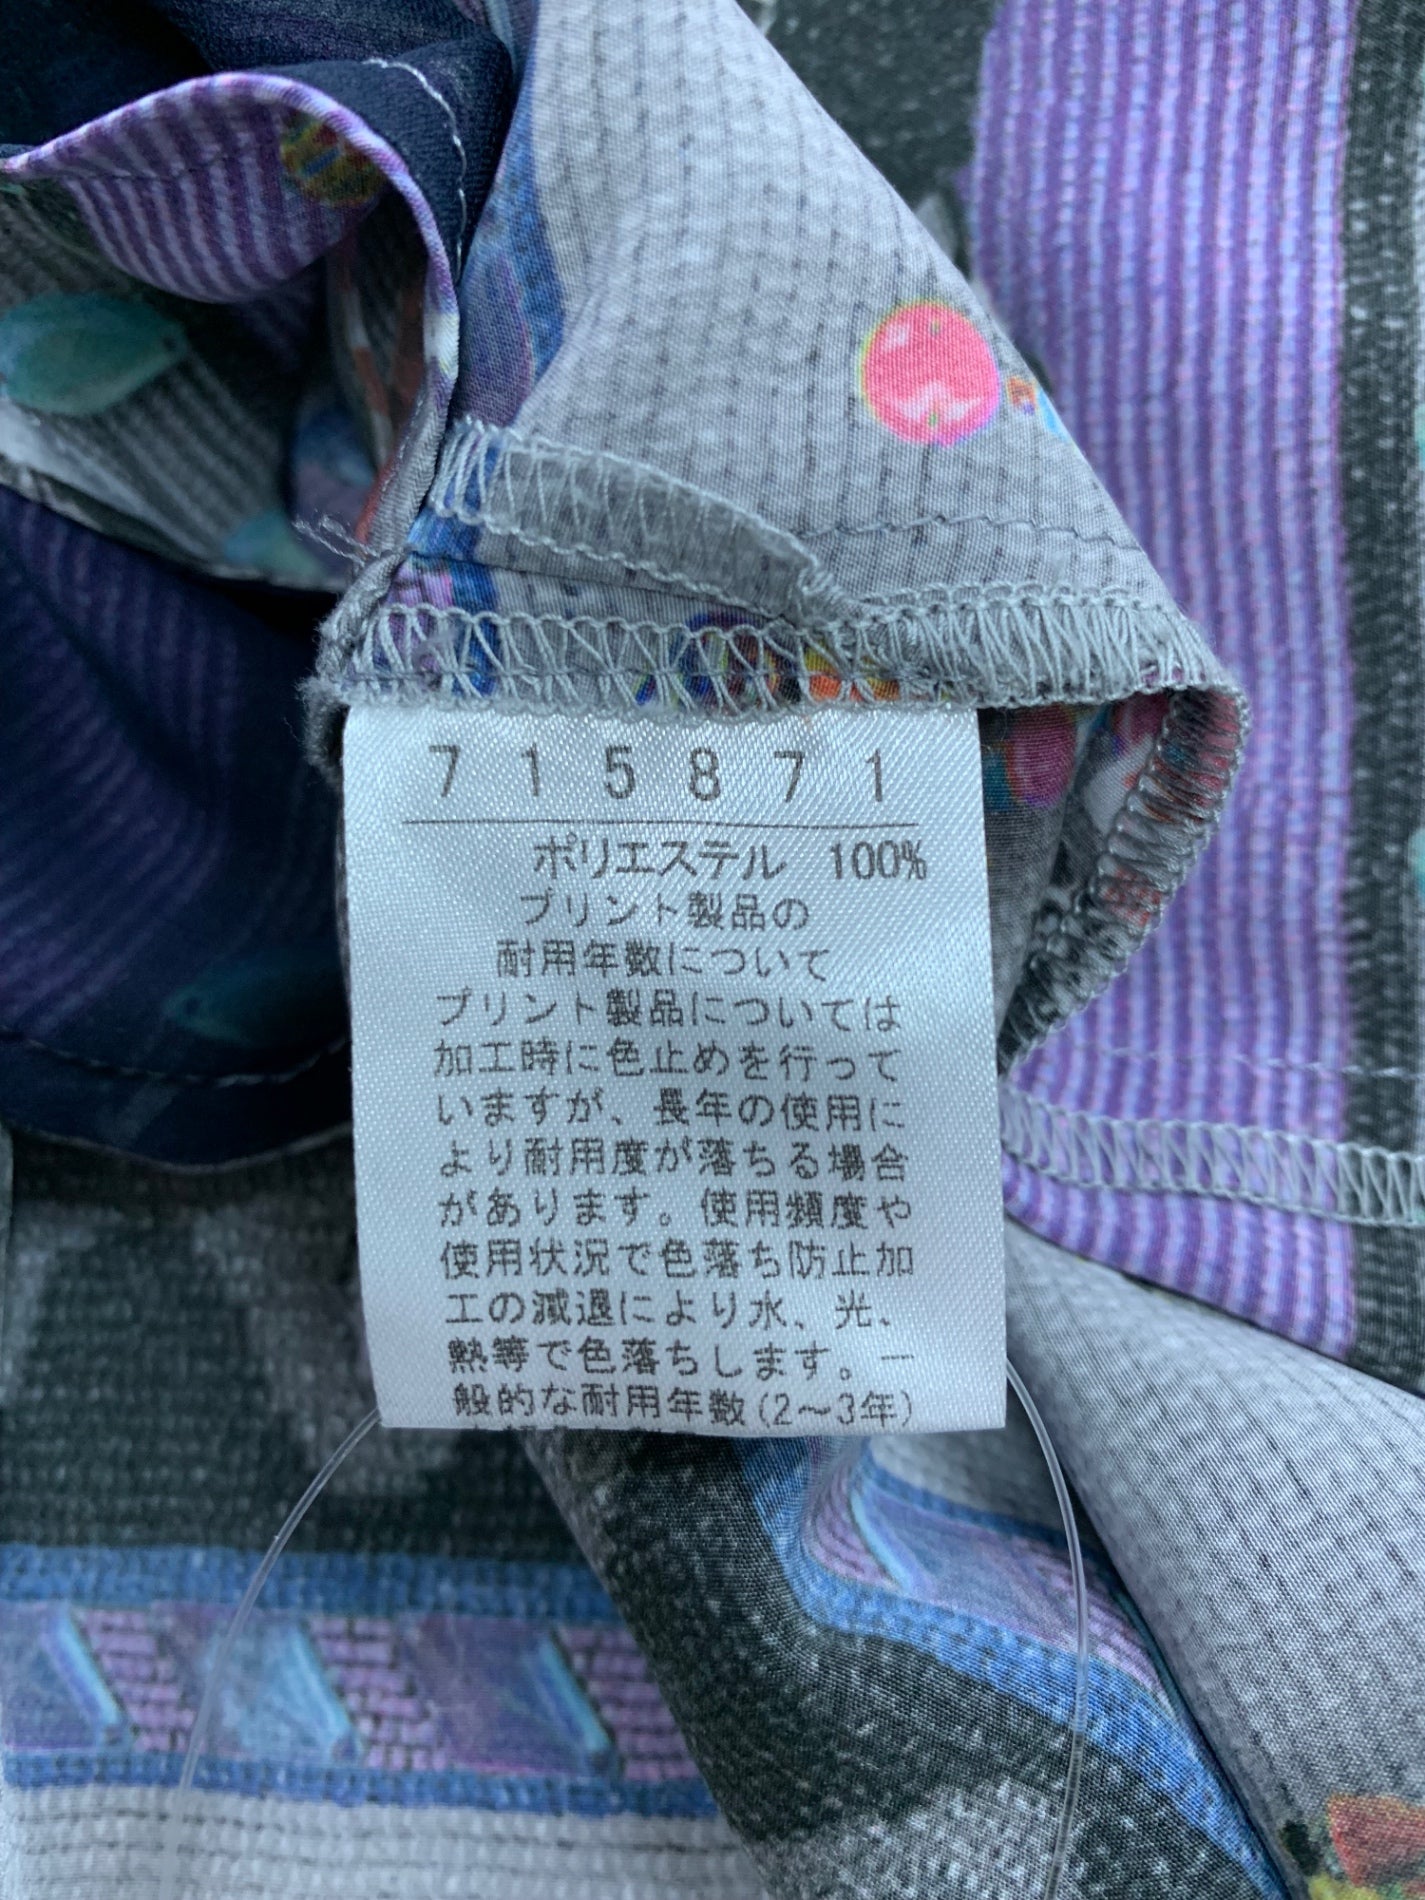 715871
ポリエステル 100%
プリント製品の
耐用年数について
プリント製品については
加工時に色止めを行って
いますが、長年の使用に
より耐用度が落ちる場合
があります。使用頻度や
使用状況で色落ち防止加
工の減退により水、光、
熱等で色落ちします。一
般的な耐用年数(2〜3年)